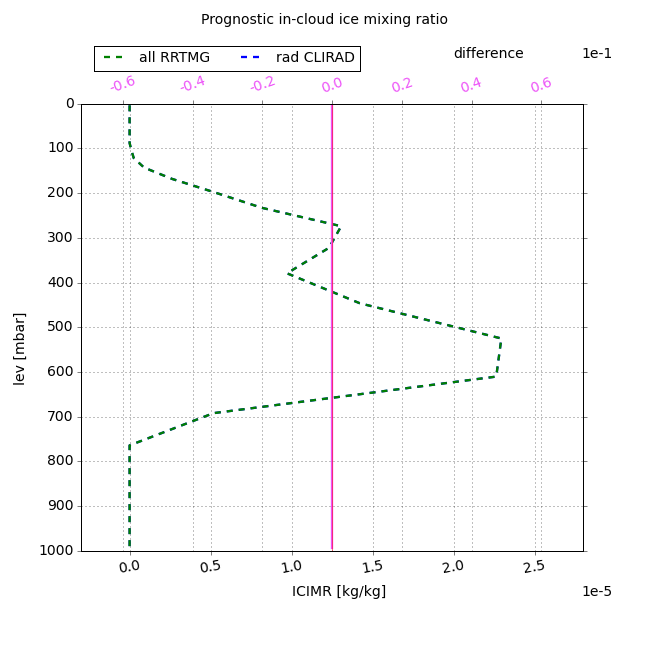 Prognostic in-cloud ice mixing ratio
all RRTMG rad CLIRAD difference 1e-1
-0.6 -0.4 -0.2 0.0 0.2 0.4 0.6
0
100
200
300
400
500
600
700
800
900
1000
lev [mbar]
0.0 0.5 1.0 1.5 2.0 2.5
ICIMR [kg/kg] 1e-5